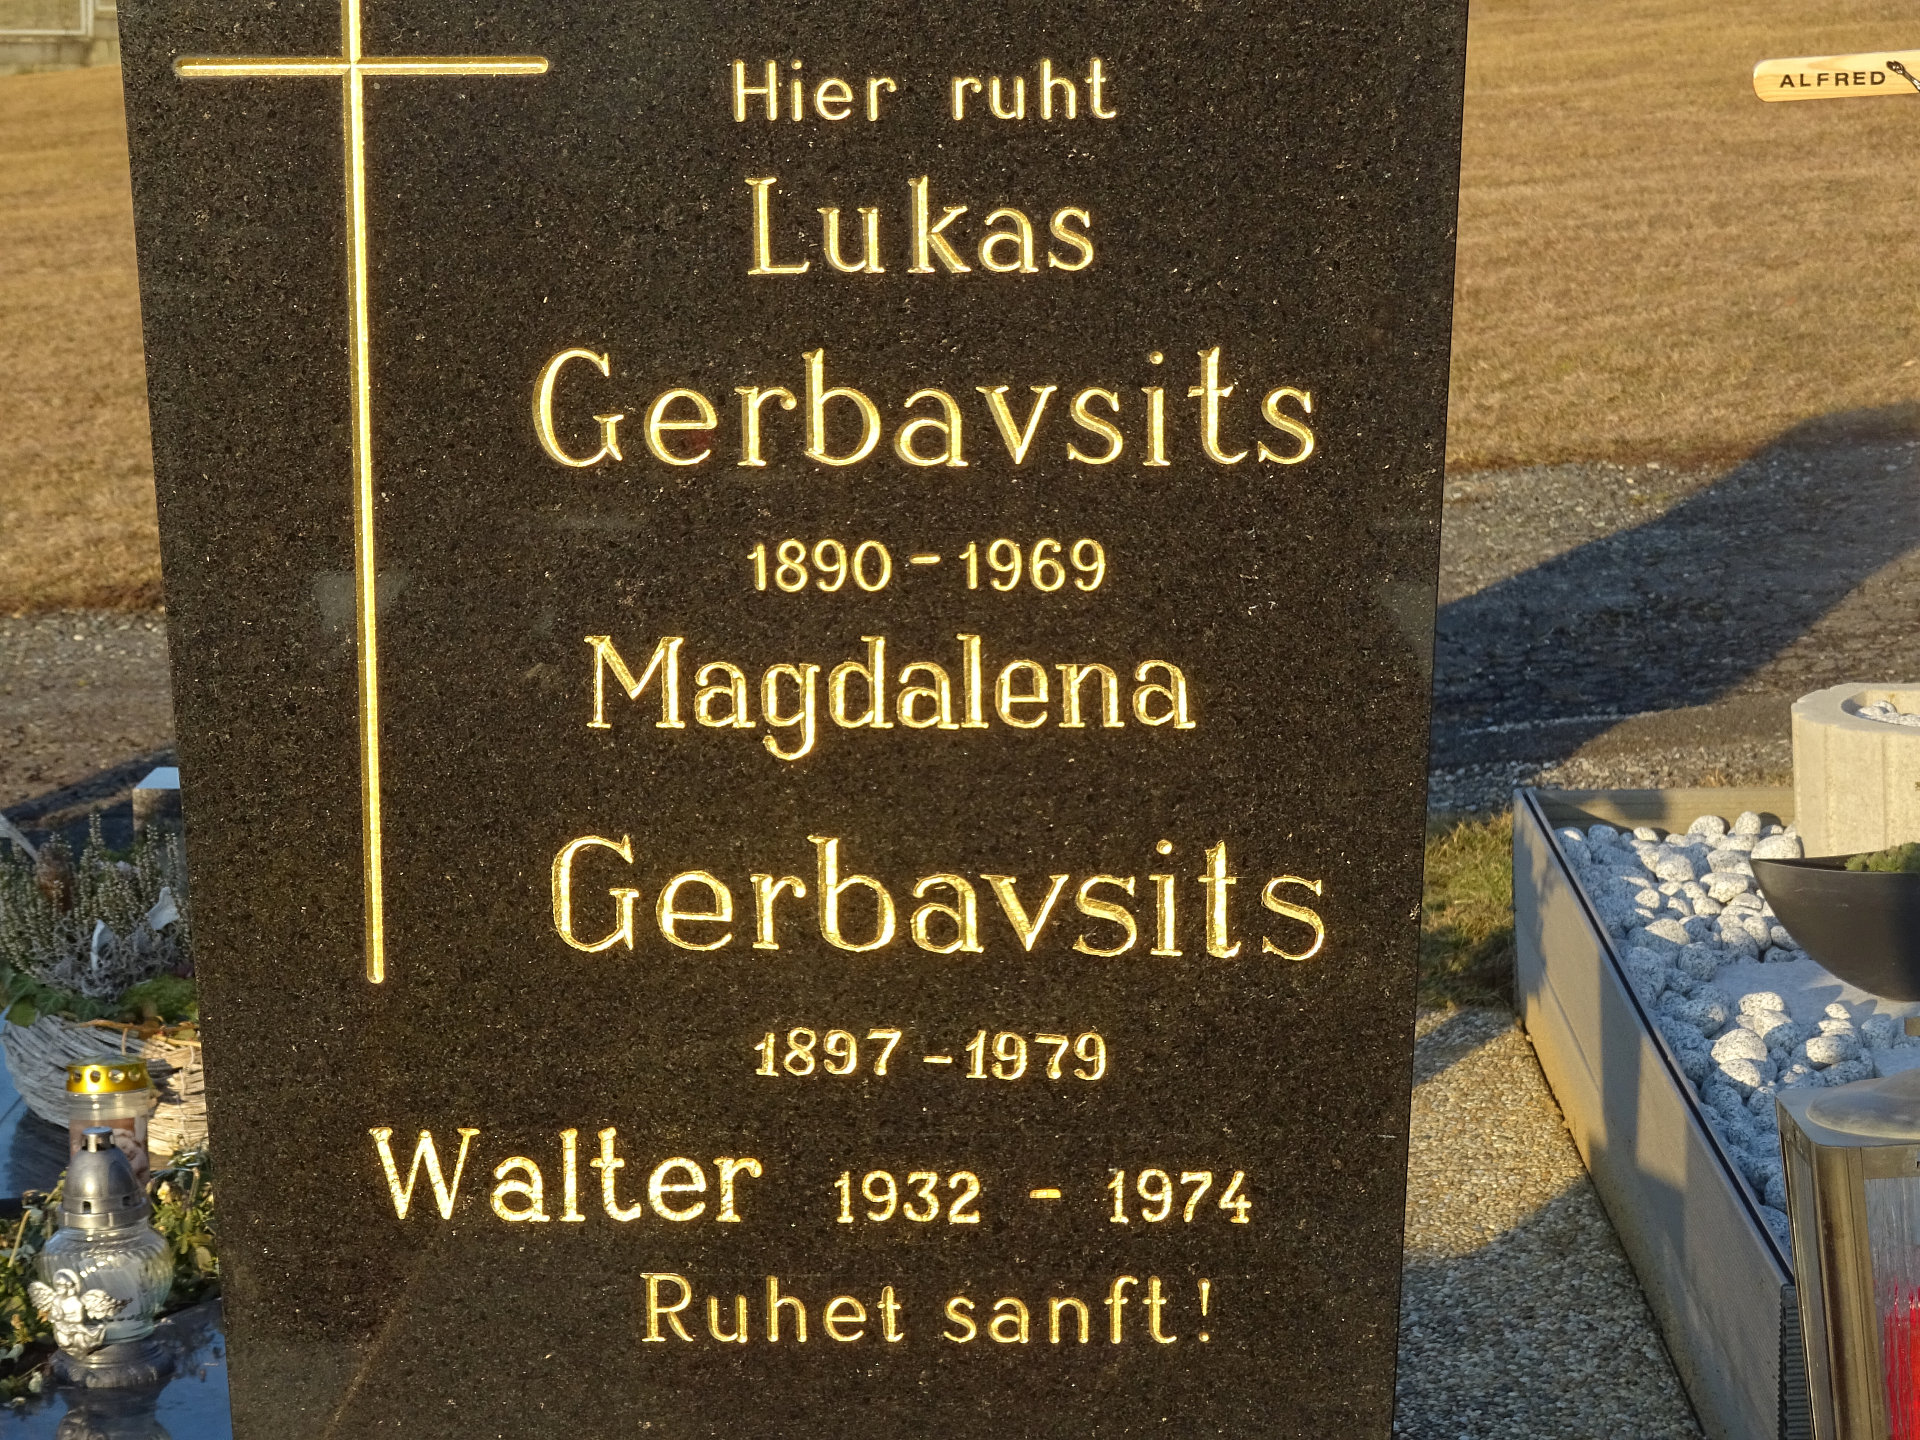 Hier ruht
Lukas
Gerbavsits
1890 - 1969
Magdalena
Gerbavsits
1897 - 1979
Walter 1932 - 1974
Ruhet sanft!
ALFRED